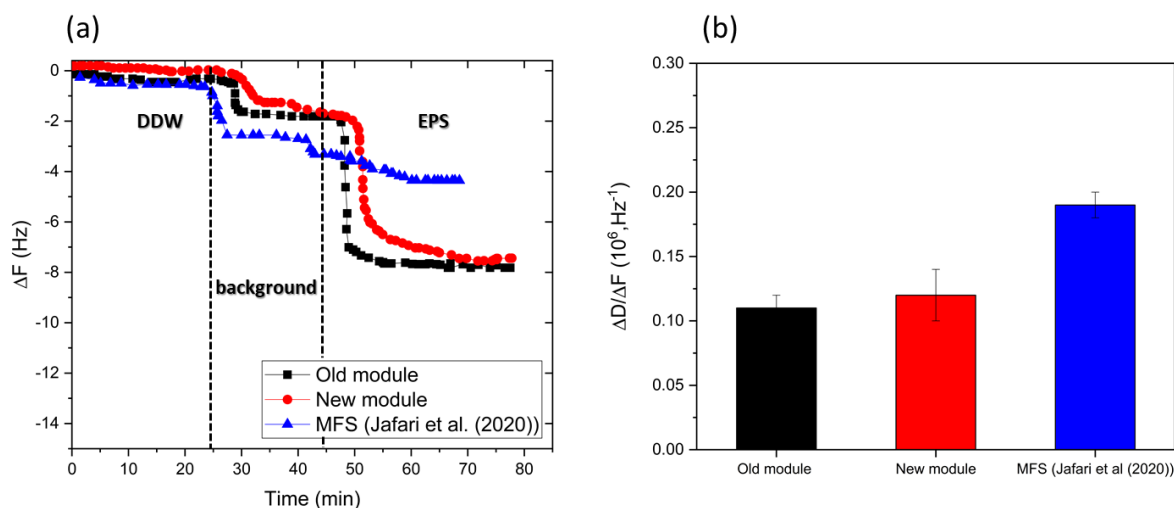 (a)
ΔF (Hz)
0
-2
-4
-6
-8
-10
-12
-14
DDW
background
EPS
Old module
New module
MFS (Jafari et al. (2020))
0 10 20 30 40 50 60 70 80
Time (min)
(b)
ΔD/ΔF (10⁶,Hz⁻¹)
0.30
0.25
0.20
0.15
0.10
0.05
0.00
Old module New module MFS (Jafari et al (2020))